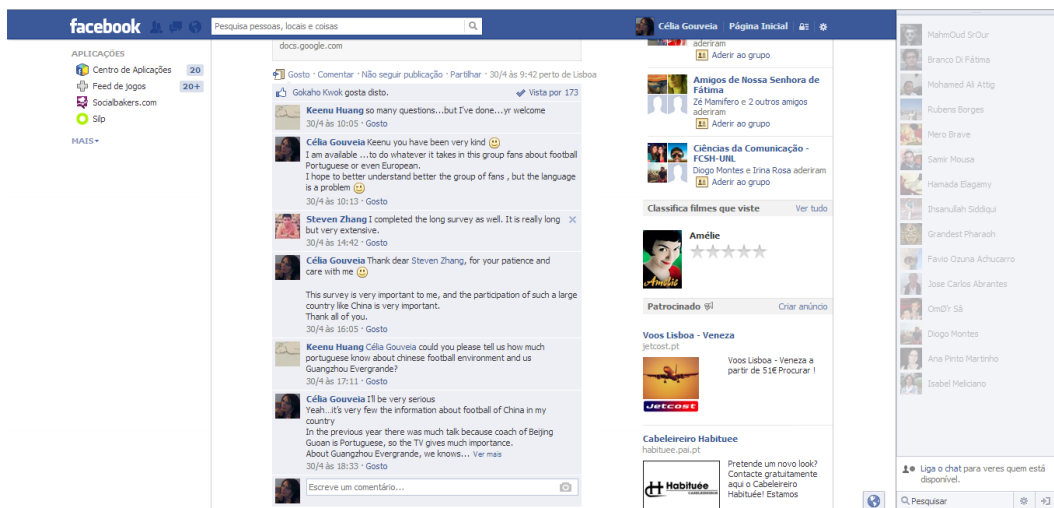 facebook
Pesquisa pessoas, locais e coisas
Célia Gouveia
Página Inicial
APLICAÇÕES
Centro de Aplicações 20
Feed de jogos 20+
Socialbakers.com
Silp
MAIS
docs.google.com
Gosto · Comentar · Não seguir publicação · Partilhar · 30/4 às 9:42 perto de Lisboa
Gokaho Kwok gosta disto.
Vista por 173
Keenu Huang so many questions...but I've done...yr welcome
30/4 às 10:05 · Gosto
Célia Gouveia Keenu you have been very kind
I am available ...to do whatever it takes in this group fans about football
Portuguese or even European.
I hope to better understand better the group of fans , but the language
is a problem
30/4 às 10:13 · Gosto
Steven Zhang I completed the long survey as well. It is really long
but very extensive.
30/4 às 14:42 · Gosto
Célia Gouveia Thank dear Steven Zhang, for your patience and
care with me
This survey is very important to me, and the participation of such a large
country like China is very important.
Thank all of you.
30/4 às 16:05 · Gosto
Keenu Huang Célia Gouveia could you please tell us how much
portuguese know about chinese football environment and us
Guangzhou Evergrande?
30/4 às 17:11 · Gosto
Célia Gouveia I'll be very serious
Yeah...it's very few the information about football of China in my
country
In the previous year there was much talk because coach of Beijing
Guoan is Portuguese, so the TV gives much importance.
About Guangzhou Evergrande, we knows... Ver mais
30/4 às 18:33 · Gosto
Escreve um comentário...
aderiram
Aderir ao grupo
Amigos de Nossa Senhora de
Fátima
Zé Mamifero e 2 outros amigos
aderiram
Aderir ao grupo
Ciências da Comunicação -
FCSH-UNL
Diogo Montes e Irina Rosa aderiram
Aderir ao grupo
Classifica filmes que viste
Ver tudo
Amélie
Amélie
Patrocinado
Criar anúncio
Voos Lisboa - Veneza
jetcost.pt
Voos Lisboa - Veneza a
partir de 51€ Procurar !
Jetcost
Cabeleireiro Habituee
habituee.pai.pt
Pretende um novo look?
Contacte gratuitamente
aqui o Cabeleireiro
Habituée! Estamos
Habituée
MahmOud SrOur
Branco Di Fátima
Mohamed Ali Attig
Rubens Borges
Mero Brave
Samir Mousa
Hamada Elagamy
Ihsanullah Siddiqui
Grandest Pharaoh
Favio Ozuna Achucarro
Jose Carlos Abrantes
OmØ'r Sã
Diogo Montes
Ana Pinto Martinho
Isabel Meliciano
Liga o chat para veres quem está
disponível.
Pesquisar